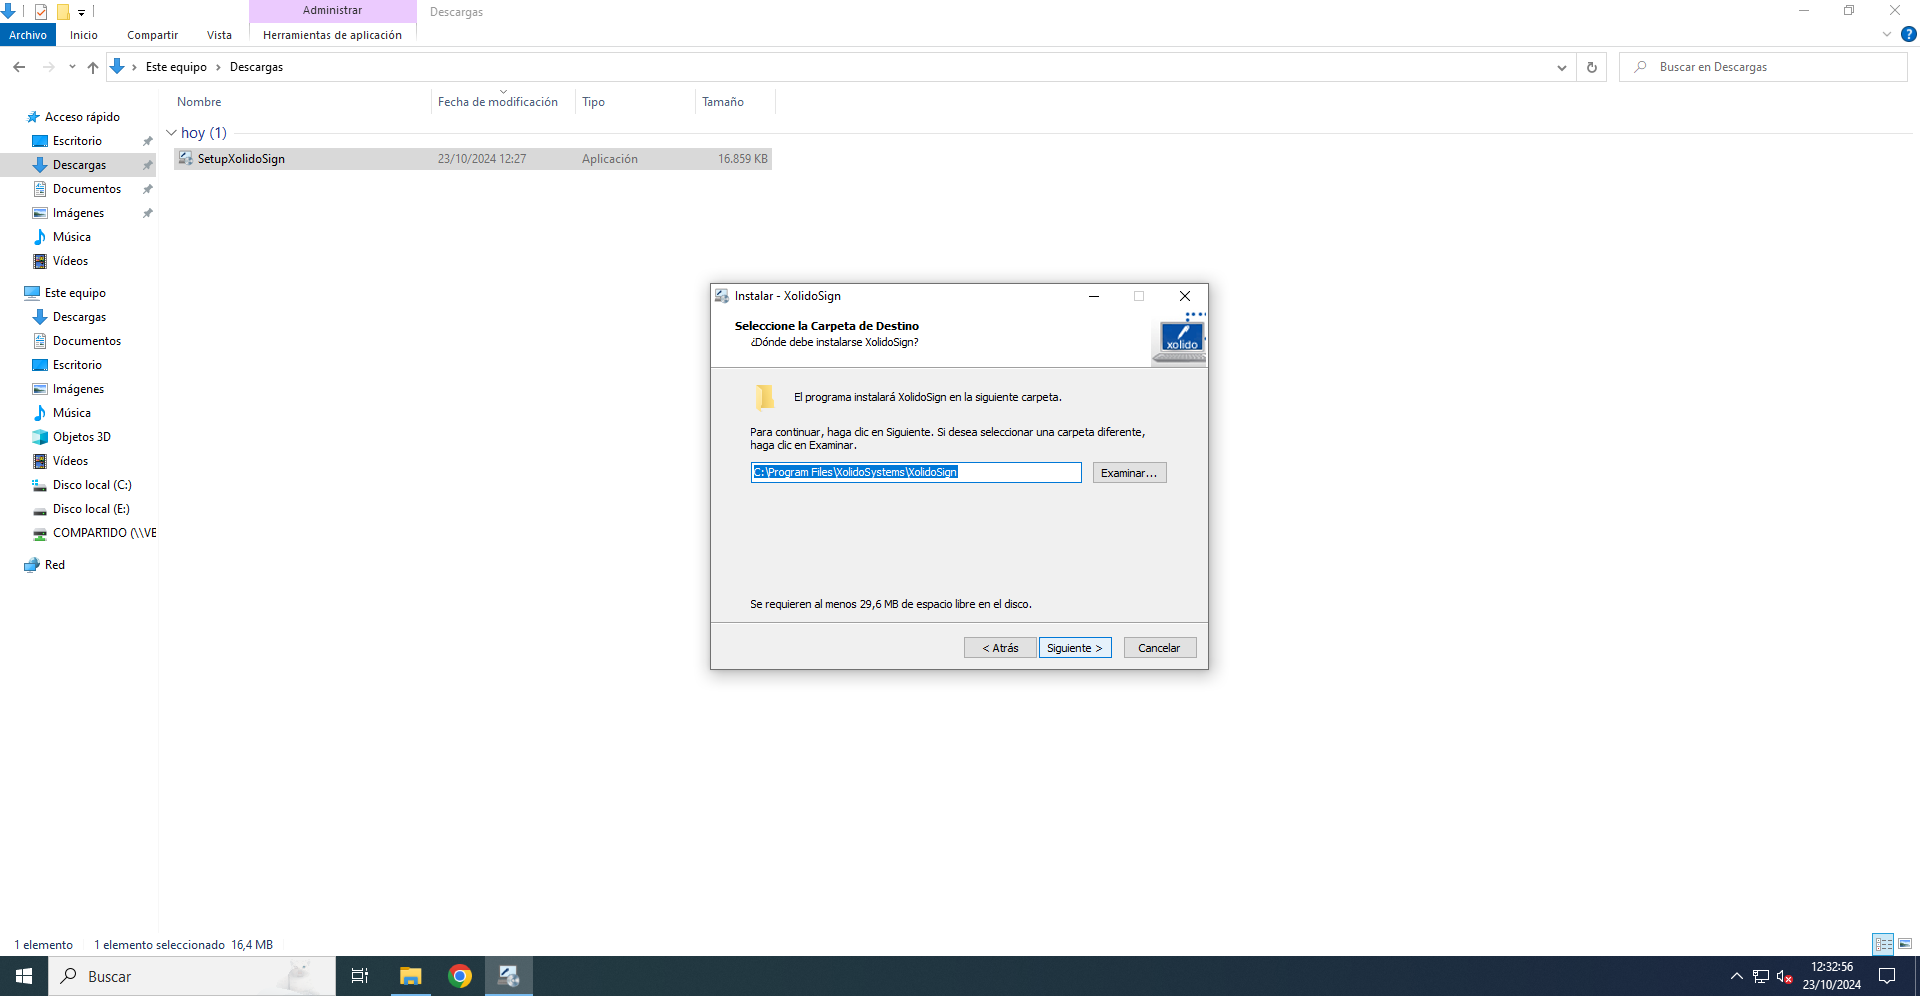 Administrar
Descargas
Archivo
Inicio
Compartir
Vista
Herramientas de aplicación
Este equipo
Descargas
Buscar en Descargas
Nombre
Fecha de modificación
Tipo
Tamaño
hoy (1)
SetupXolidoSign
23/10/2024 12:27
Aplicación
16.859 KB
Acceso rápido
Escritorio
Descargas
Documentos
Imágenes
Música
Vídeos
Este equipo
Descargas
Documentos
Escritorio
Imágenes
Música
Objetos 3D
Vídeos
Disco local (C:)
Disco local (E:)
COMPARTIDO (\\VE
Red
Instalar - XolidoSign
Seleccione la Carpeta de Destino
¿Dónde debe instalarse XolidoSign?
xolido
El programa instalará XolidoSign en la siguiente carpeta.
Para continuar, haga clic en Siguiente. Si desea seleccionar una carpeta diferente,
haga clic en Examinar.
C:\Program Files\XolidoSystems\XolidoSign
Examinar...
Se requieren al menos 29,6 MB de espacio libre en el disco.
< Atrás
Siguiente >
Cancelar
1 elemento
1 elemento seleccionado 16,4 MB
Buscar
12:32:56
23/10/2024